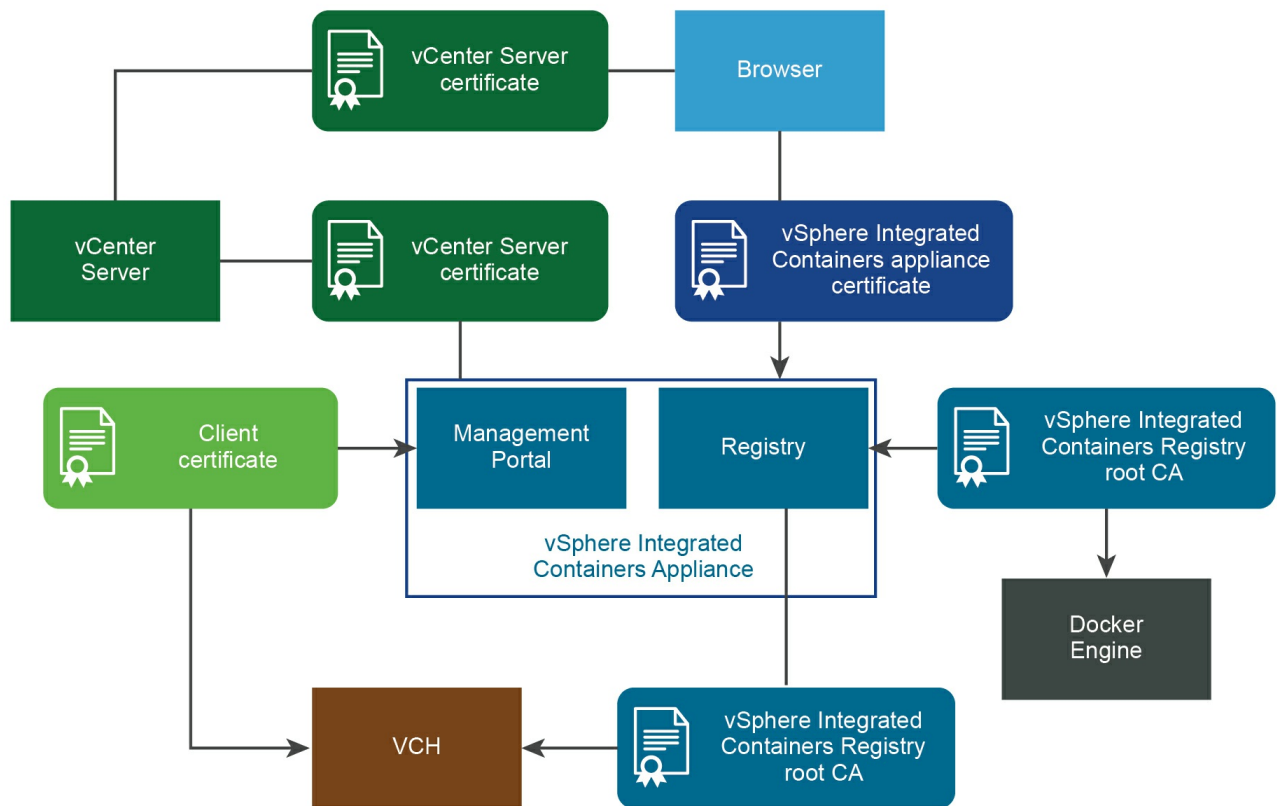 vCenter Server
certificate
Browser
vCenter
Server
vCenter Server
certificate
vSphere Integrated
Containers appliance
certificate
Client
certificate
Management
Portal
Registry
vSphere Integrated
Containers Registry
root CA
vSphere Integrated
Containers Appliance
Docker
Engine
VCH
vSphere Integrated
Containers Registry
root CA